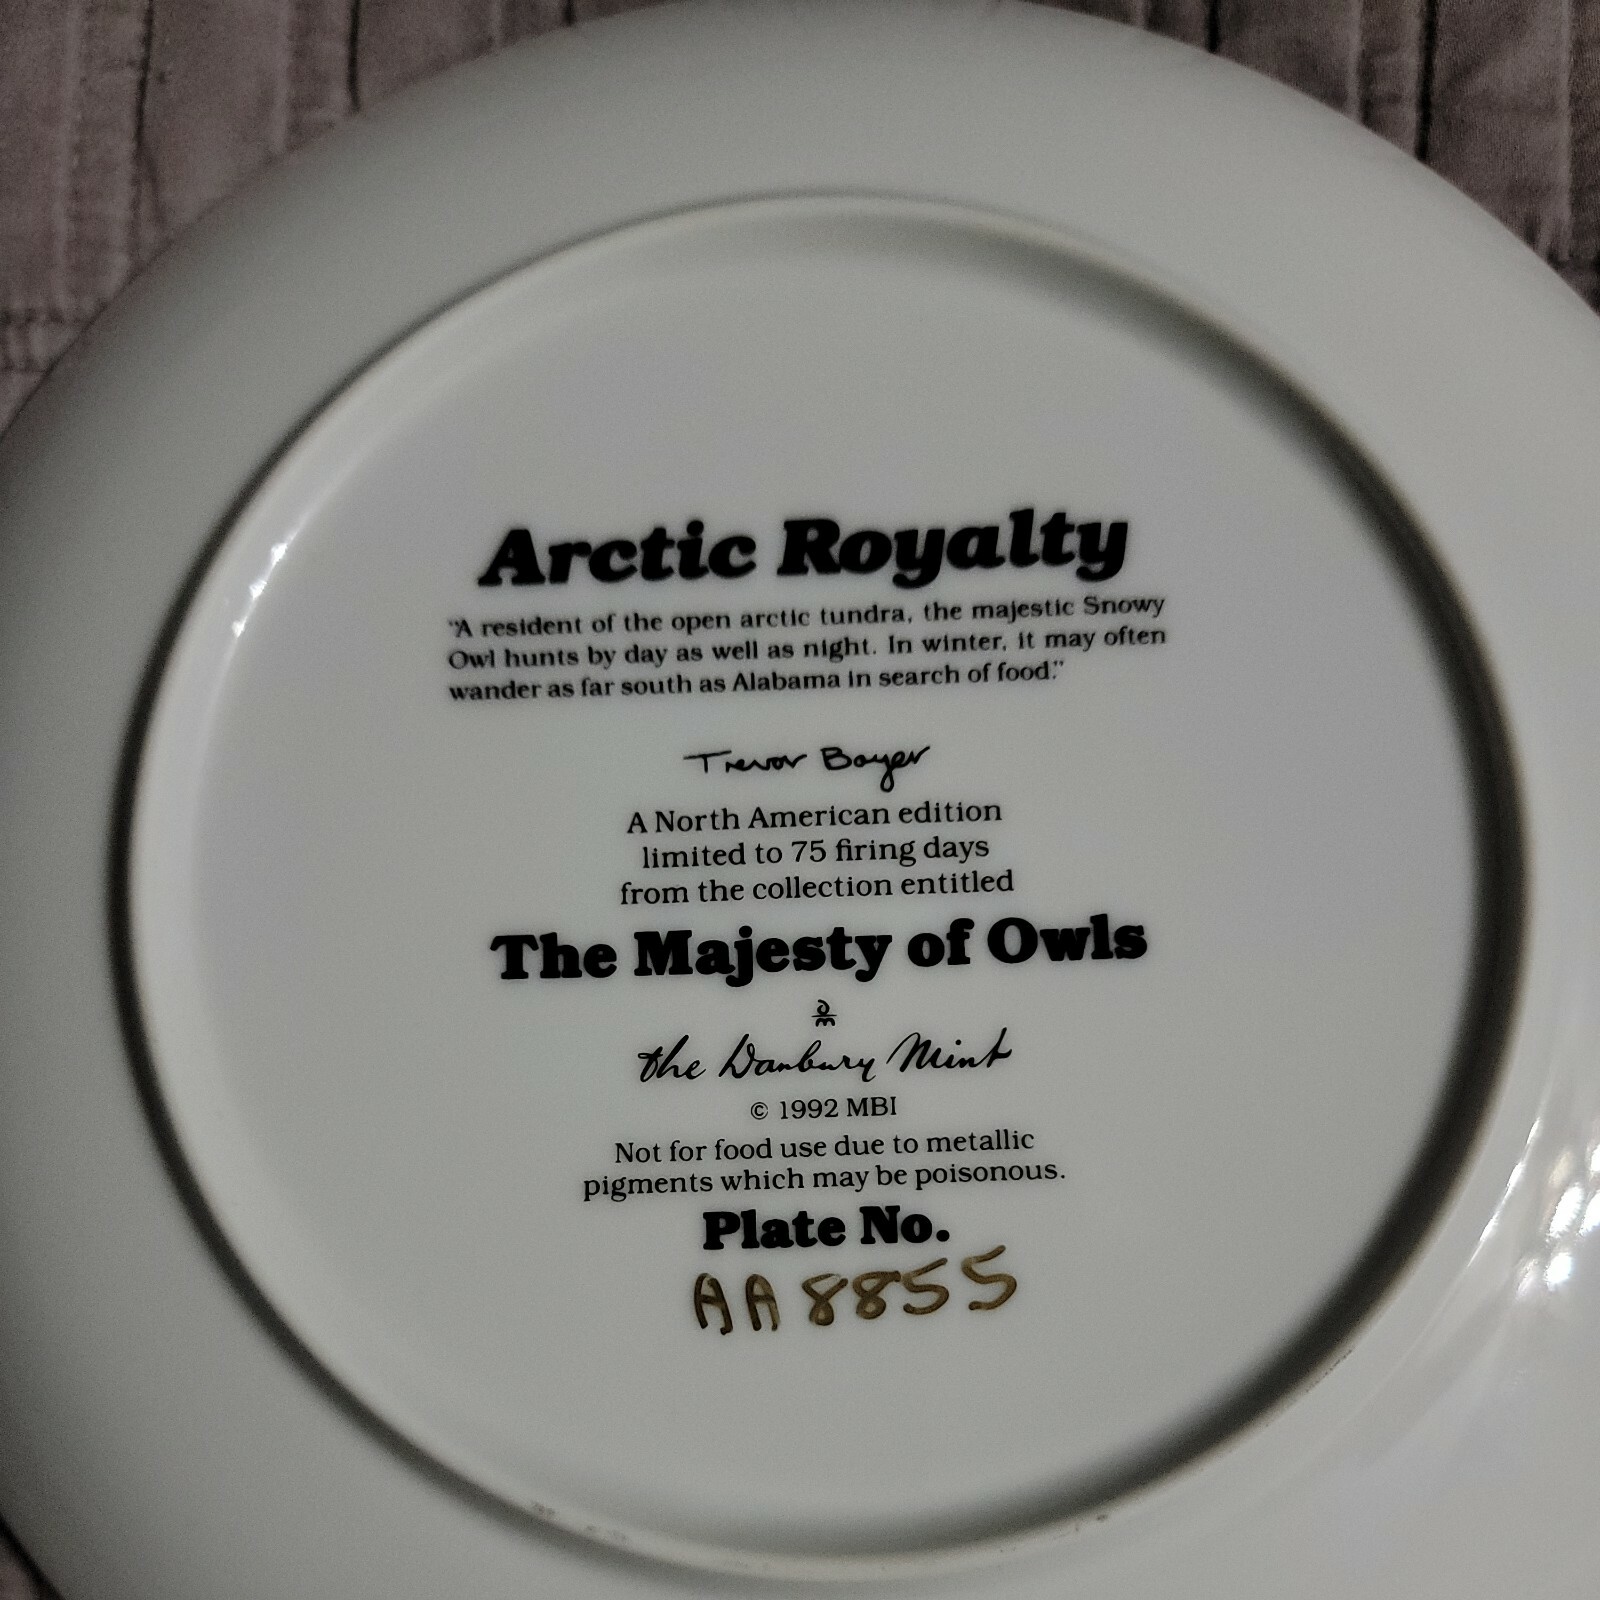 Arctic Royalty
"A resident of the open arctic tundra, the majestic Snowy
Owl hunts by day as well as night. In winter, it may often
wander as far south as Alabama in search of food."
Trevor Boyer
A North American edition
limited to 75 firing days
from the collection entitled
The Majesty of Owls
the Danbury Mint
© 1992 MBI
Not for food use due to metallic
pigments which may be poisonous.
Plate No.
AA8855